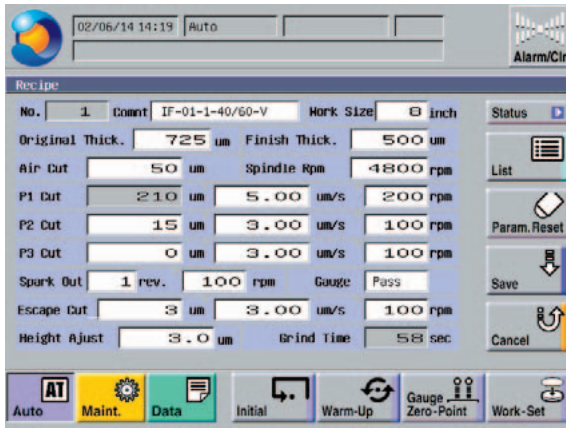 02/06/14 14:19 Auto
Alarm/Clr
Recipe
No. 1 Comnt IF-01-1-40/60-V Work Size 8 inch
Status
Original Thick. 725 um Finish Thick. 500 um
Air Cut 50 um Spindle Rpm 4800 rpm
List
P1 Cut 210 um 5.00 um/s 200 rpm
P2 Cut 15 um 3.00 um/s 100 rpm
Param.Reset
P3 Cut 0 um 3.00 um/s 100 rpm
Spark Out 1 rev. 100 rpm Gauge Pass
Save
Escape Cut 3 um 3.00 um/s 100 rpm
Height Ajust 3.0 um Grind Time 58 sec
Cancel
AT
Auto Maint. Data Initial Warm-Up Gauge Zero-Point Work-Set